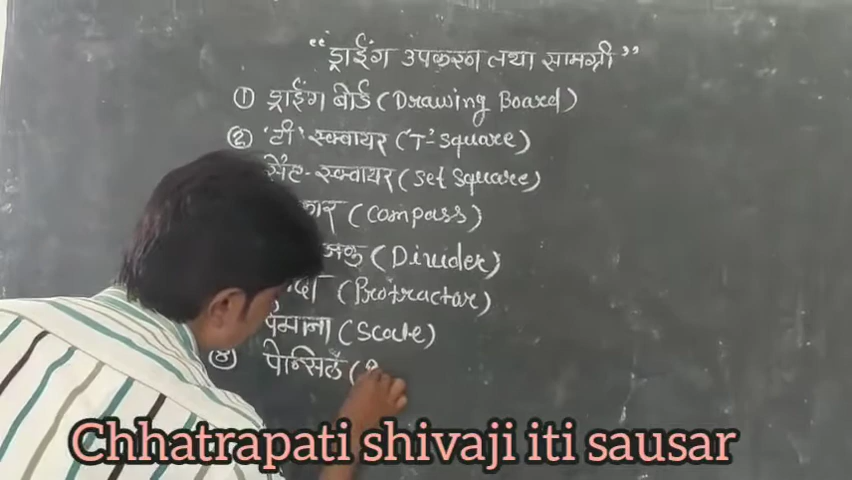 “ड्राईंग उपकरण तथा सामग्री”
① ड्राईंग बोर्ड (Drawing Board)
② 'टी' स्क्वायर ('T'-Square)
सैट-स्क्वायर (Set Square)
(Compass)
(Divider)
(Protractor)
पैमाना (Scale)
पेन्सिलें (
Chhatrapati shivaji iti sausar